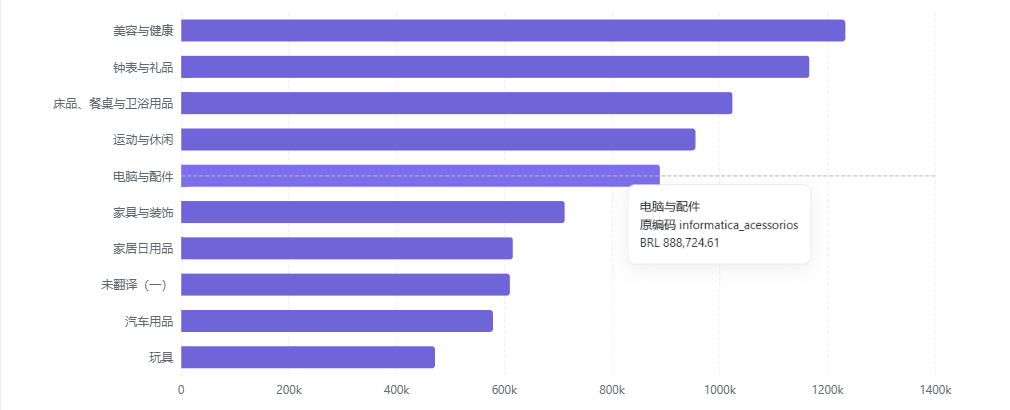 美容与健康
钟表与礼品
床品、餐桌与卫浴用品
运动与休闲
电脑与配件
家具与装饰
家居日用品
未翻译（一）
汽车用品
玩具
电脑与配件
原编码 informatica_acessorios
BRL 888,724.61
0 200k 400k 600k 800k 1000k 1200k 1400k